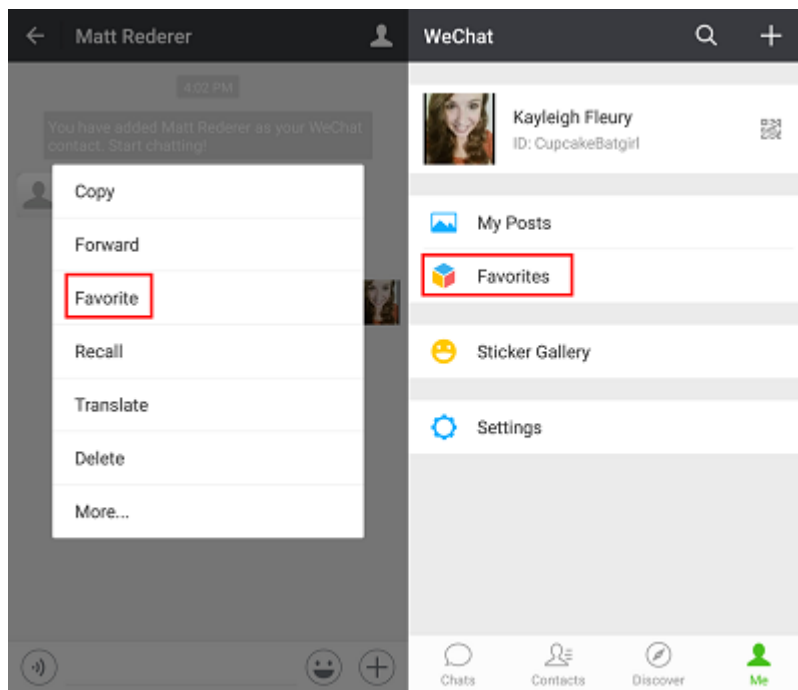 Matt Rederer
4:02 PM
You have added Matt Rederer as your WeChat
contact. Start chatting!
Copy
Forward
Favorite
Recall
Translate
Delete
More...
WeChat
Kayleigh Fleury
ID: CupcakeBatgirl
My Posts
Favorites
Sticker Gallery
Settings
Chats
Contacts
Discover
Me